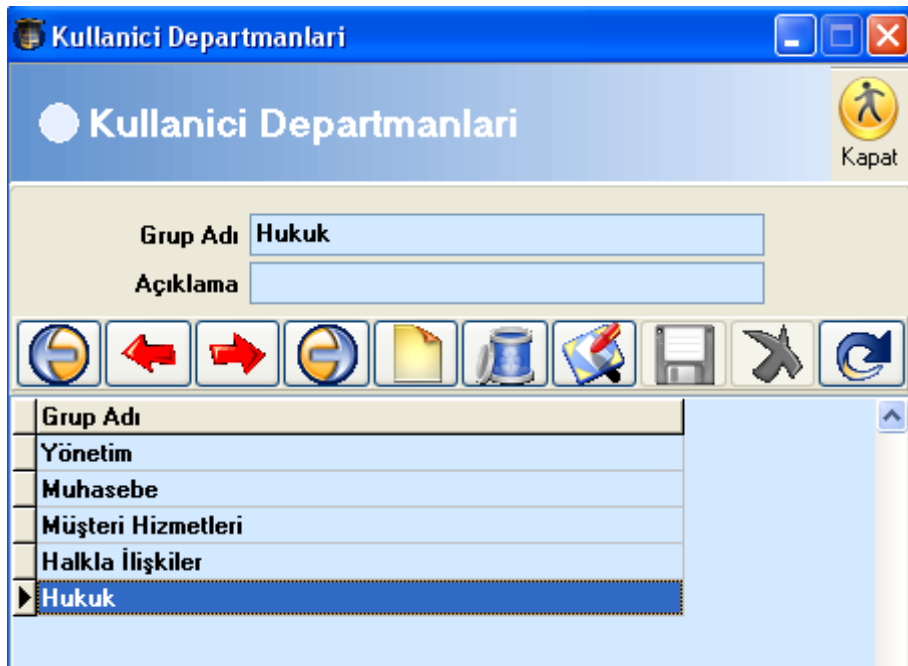 Kullanici Departmanlari
Kullanici Departmanlari
Kapat
Grup Adı Hukuk
Açıklama
Grup Adı
Yönetim
Muhasebe
Müşteri Hizmetleri
Halkla İlişkiler
Hukuk